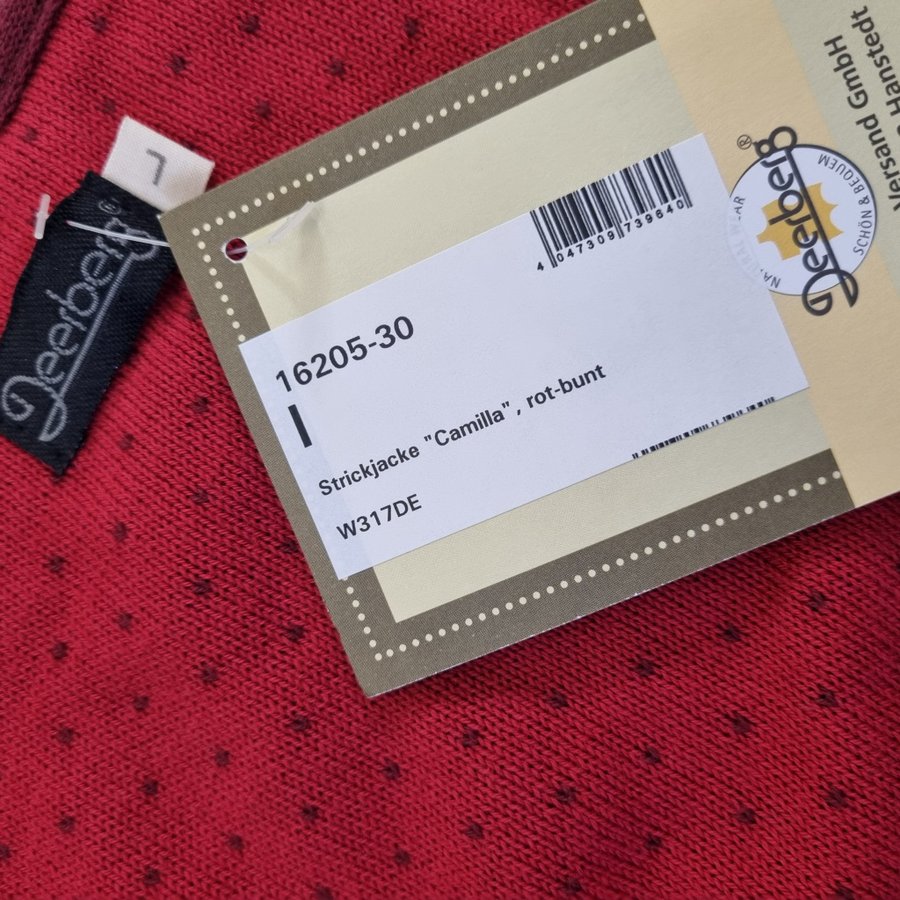 L
Deerberg®
4 047309 739640
16205-30
l
Strickjacke "Camilla" , rot-bunt
W317DE
Deerberg®
SCHÖN & BEQUEM
Versand GmbH
Hanstedt